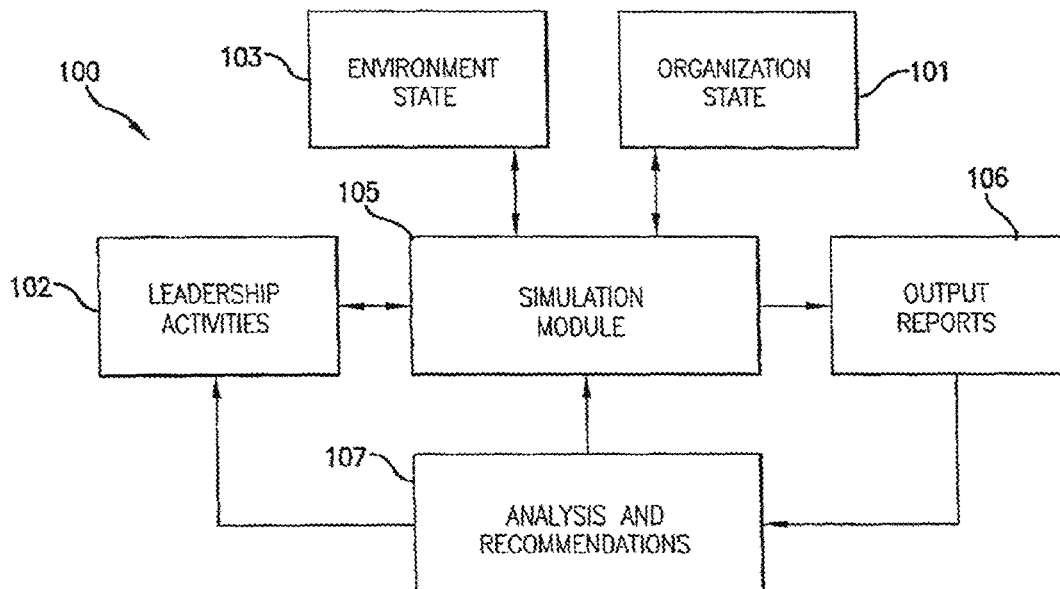 100
103
ENVIRONMENT
STATE
ORGANIZATION
STATE
101
105
106
102
LEADERSHIP
ACTIVITIES
SIMULATION
MODULE
OUTPUT
REPORTS
107
ANALYSIS AND
RECOMMENDATIONS